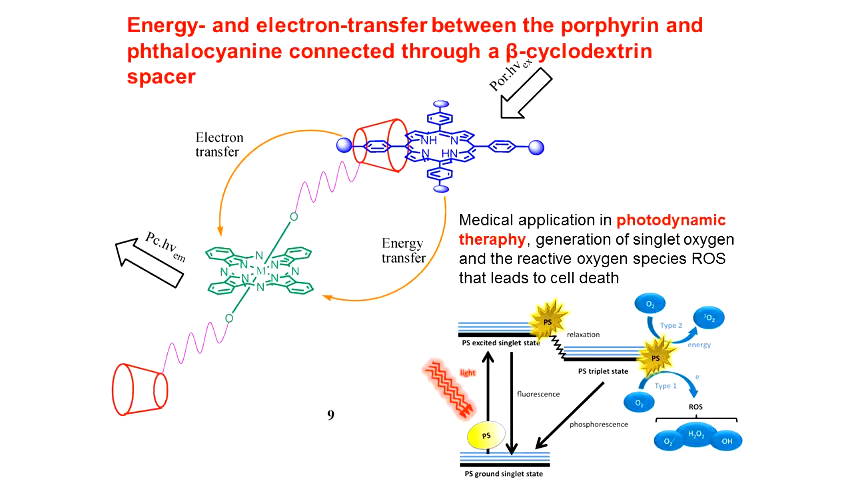 Energy- and electron-transfer between the porphyrin and
phthalocyanine connected through a β-cyclodextrin
spacer
Por.hνex
Electron
transfer
NH
N
N
HN
O
Pc.hνem
Energy
transfer
N
N
N
N
M
N
N
N
N
O
9
Medical application in photodynamic
theraphy, generation of singlet oxygen
and the reactive oxygen species ROS
that leads to cell death
PS
PS excited singlet state
relaxation
O₂
Type 2
¹O₂
energy
PS
PS triplet state
Type 1
e⁻
O₂
ROS
light
fluorescence
phosphorescence
O₂⁻
H₂O₂
OH
PS
PS ground singlet state